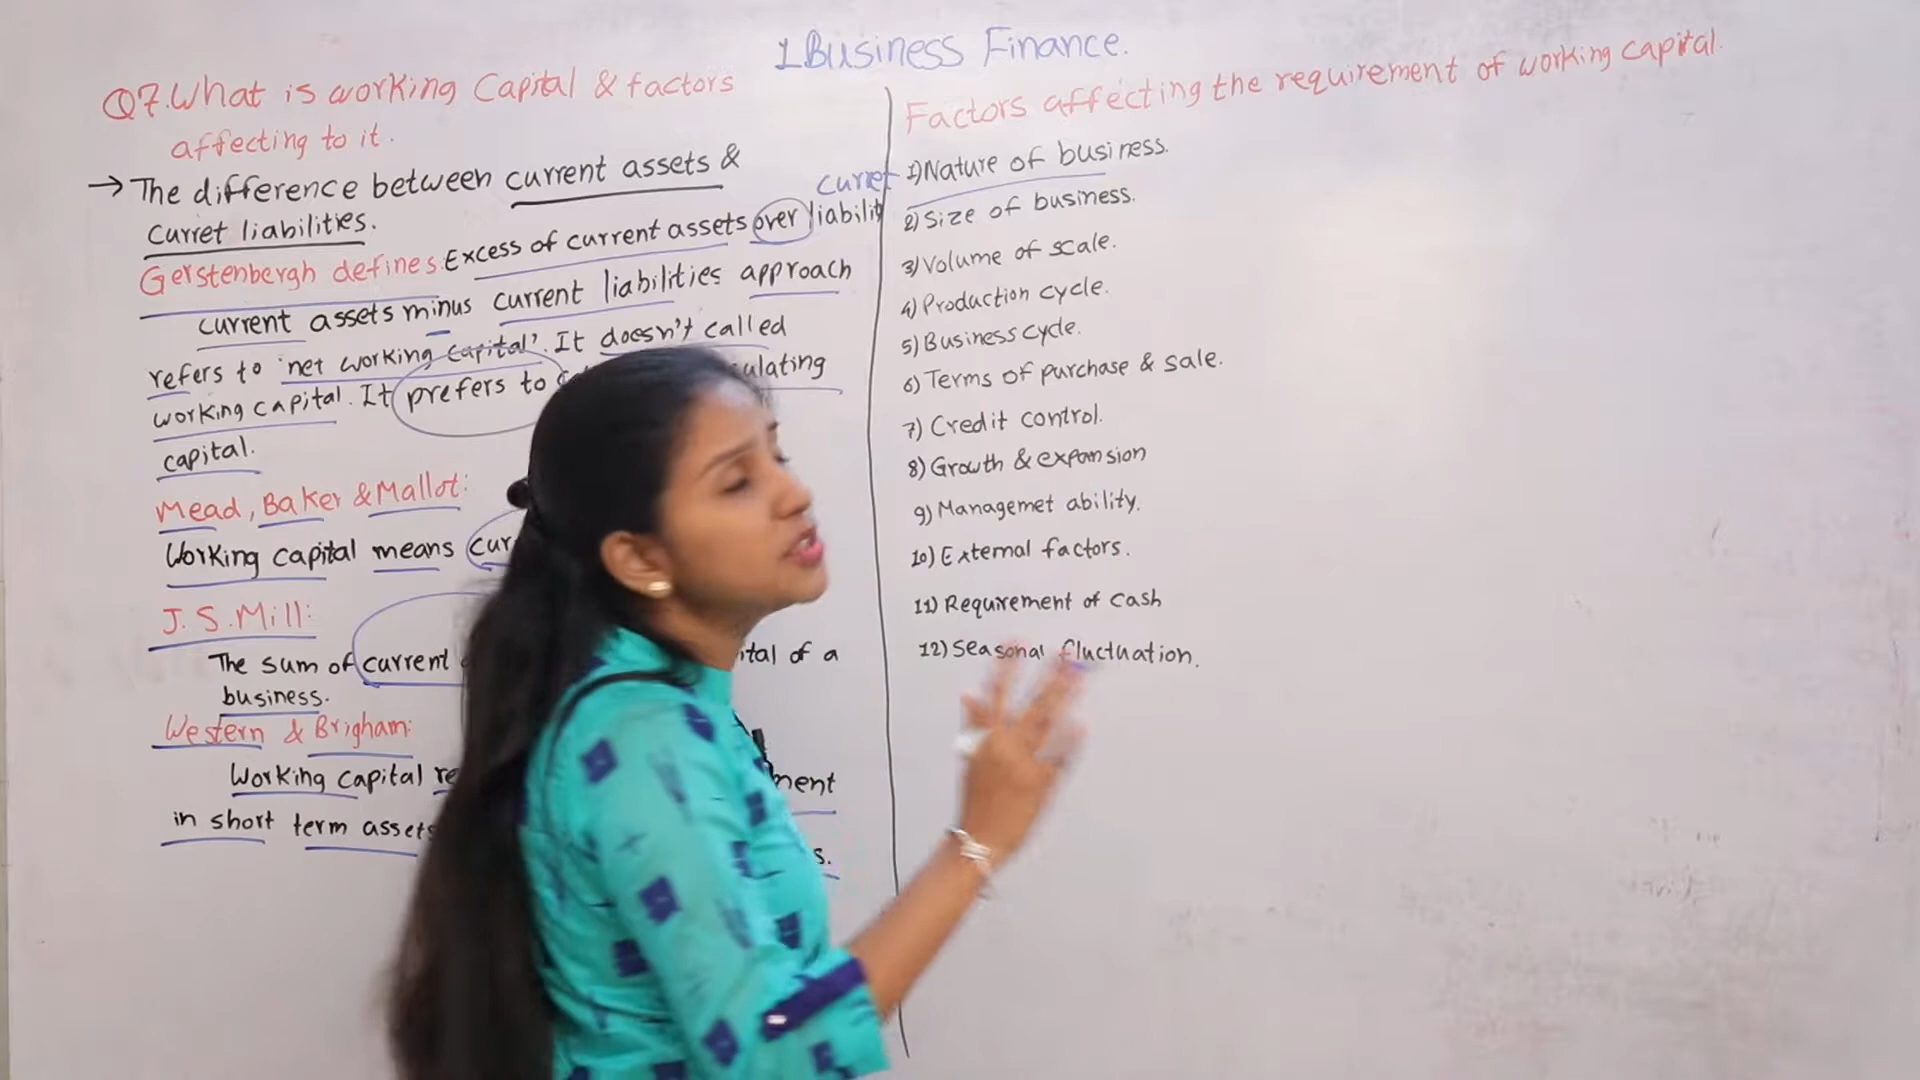 1 Business Finance.
Q7. What is working Capital & factors
affecting to it.
→ The difference between current assets &
curret liabilities.
curret
Gerstenbergh defines. Excess of current assets over liabilit
current assets minus current liabilities approach
refers to 'net working capital'. It doesn't called
working capital. It prefers to
capital.
Mead, Baker & Mallot:
Working capital means
J. S. Mill:
The sum of current of a
business.
Western & Brigham:
Working capital
in short term assets
Factors affecting the requirement of working capital.
1) Nature of business.
2) Size of business.
3) Volume of scale.
4) Production cycle.
5) Business cycle.
6) Terms of purchase & sale.
7) Credit control.
8) Growth & expansion
9) Managemet ability.
10) External factors.
11) Requirement of cash
12) Seasonal fluctuation.